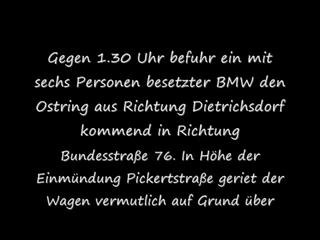 Gegen 1.30 Uhr befuhr ein mit
sechs Personen besetzter BMW den
Ostring aus Richtung Dietrichsdorf
kommend in Richtung
Bundesstraße 76. In Höhe der
Einmündung Pickertstraße geriet der
Wagen vermutlich auf Grund über